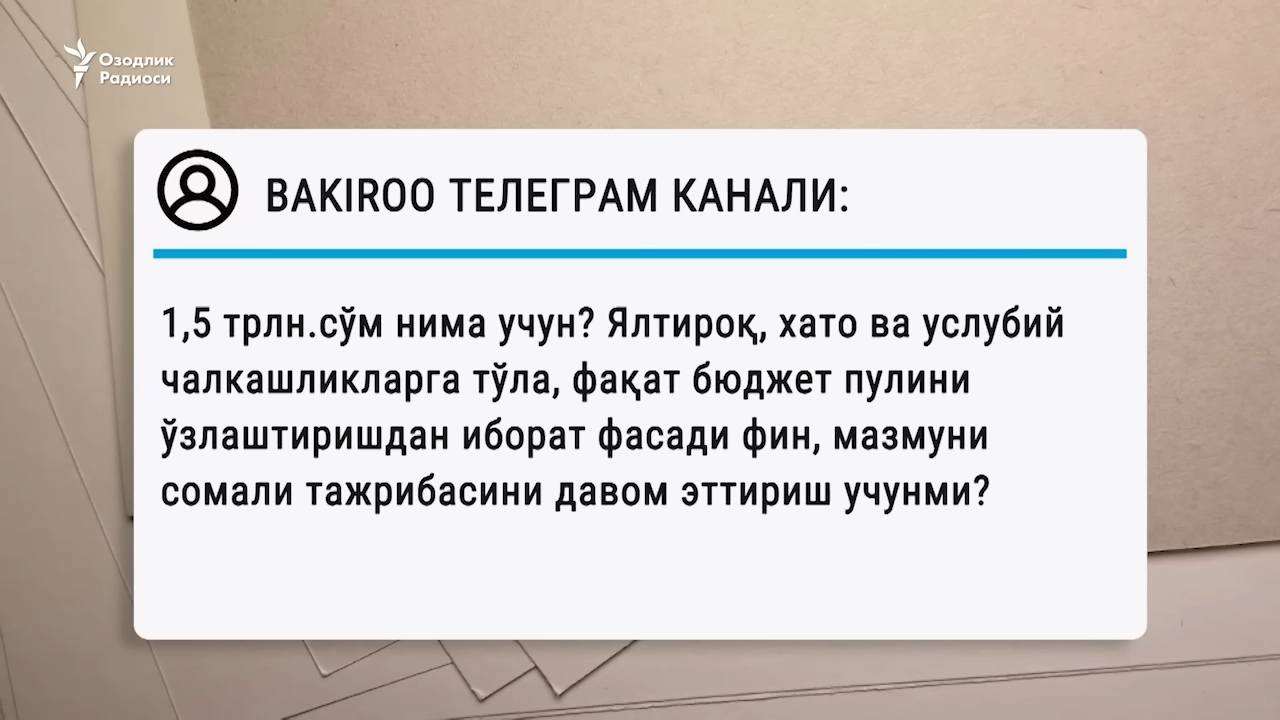 Озодлик
Радиоси
BAKIROO ТЕЛЕГРАМ КАНАЛИ:
1,5 трлн.сўм нима учун? Ялтироқ, хато ва услубий
чалкашликларга тўла, фақат бюджет пулини
ўзлаштиришдан иборат фасади фин, мазмуни
сомали тажрибасини давом эттириш учунми?